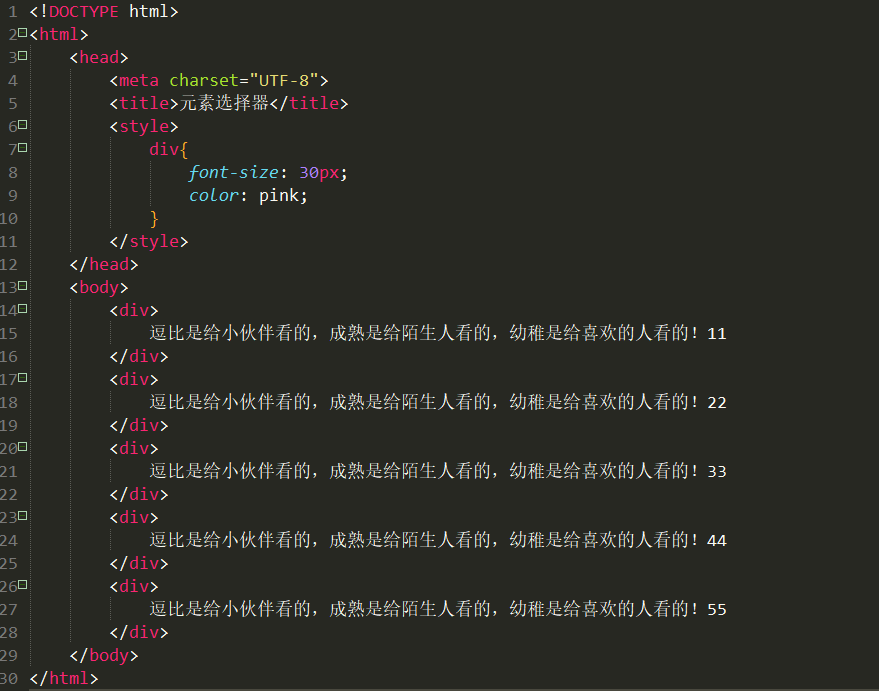 1 <!DOCTYPE html>
2 <html>
3 <head>
4 <meta charset="UTF-8">
5 <title>元素选择器</title>
6 <style>
7 div{
8 font-size: 30px;
9 color: pink;
10 }
11 </style>
12 </head>
13 <body>
14 <div>
15 逗比是给小伙伴看的，成熟是给陌生人看的，幼稚是给喜欢的人看的！11
16 </div>
17 <div>
18 逗比是给小伙伴看的，成熟是给陌生人看的，幼稚是给喜欢的人看的！22
19 </div>
20 <div>
21 逗比是给小伙伴看的，成熟是给陌生人看的，幼稚是给喜欢的人看的！33
22 </div>
23 <div>
24 逗比是给小伙伴看的，成熟是给陌生人看的，幼稚是给喜欢的人看的！44
25 </div>
26 <div>
27 逗比是给小伙伴看的，成熟是给陌生人看的，幼稚是给喜欢的人看的！55
28 </div>
29 </body>
30 </html>